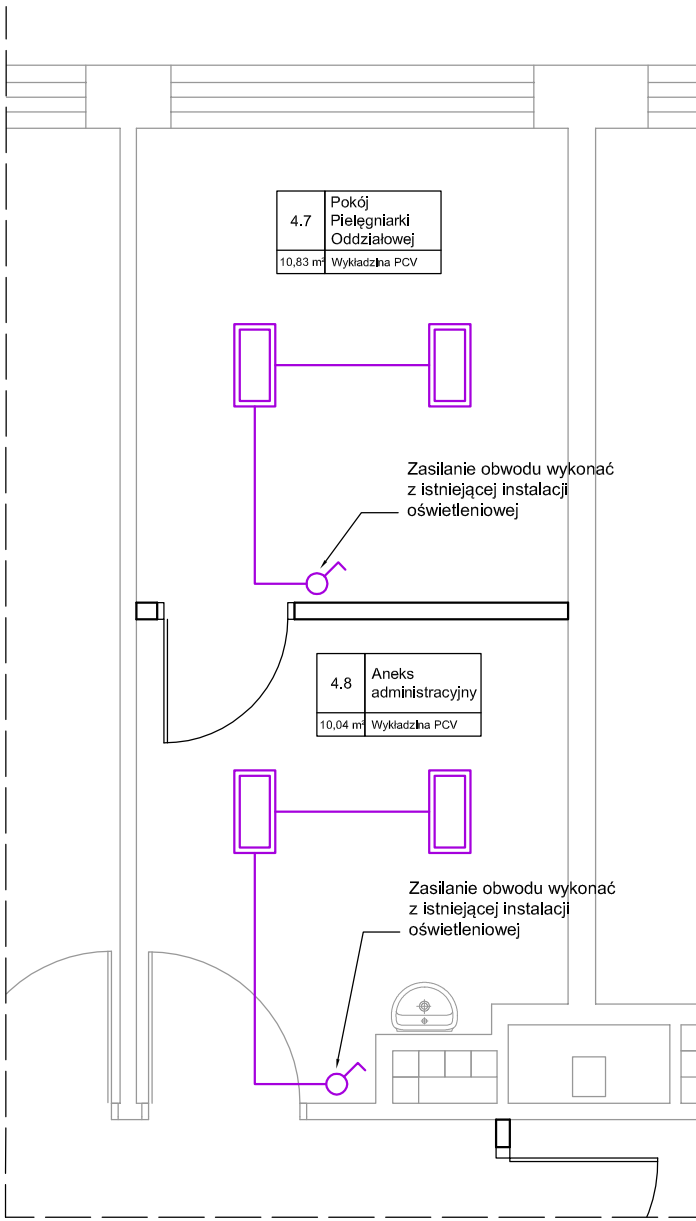 4.7
Pokój
Pielęgniarki
Oddziałowej
10,83 m²
Wykładzina PCV
Zasilanie obwodu wykonać
z istniejącej instalacji
oświetleniowej
4.8
Aneks
administracyjny
10,04 m²
Wykładzina PCV
Zasilanie obwodu wykonać
z istniejącej instalacji
oświetleniowej